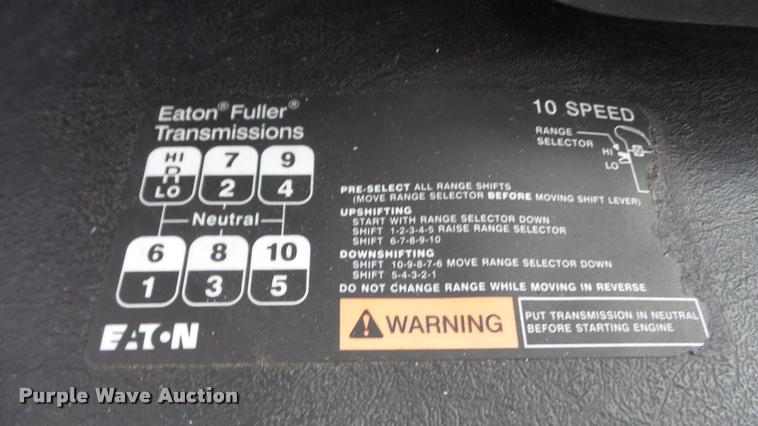 Eaton® Fuller®
Transmissions
10 SPEED
RANGE
SELECTOR
HI
LO
HI
R
LO
7
2
9
4
Neutral
6
1
8
3
10
5
PRE-SELECT ALL RANGE SHIFTS
(MOVE RANGE SELECTOR BEFORE MOVING SHIFT LEVER)
UPSHIFTING
START WITH RANGE SELECTOR DOWN
SHIFT 1-2-3-4-5 RAISE RANGE SELECTOR
SHIFT 6-7-8-9-10
DOWNSHIFTING
SHIFT 10-9-8-7-6 MOVE RANGE SELECTOR DOWN
SHIFT 5-4-3-2-1
DO NOT CHANGE RANGE WHILE MOVING IN REVERSE
WARNING
PUT TRANSMISSION IN NEUTRAL
BEFORE STARTING ENGINE
EATON
Purple Wave Auction